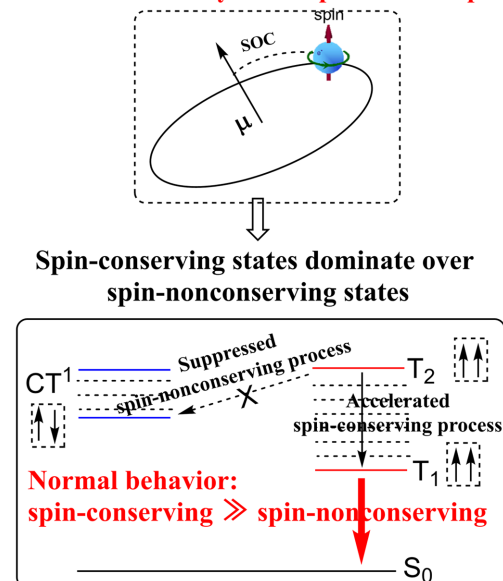 spin
SOC
e⁻
μ
Spin-conserving states dominate over
spin-nonconserving states
Suppressed
spin-nonconserving process
CT¹
X
T₂
Accelerated
spin-conserving process
T₁
Normal behavior:
spin-conserving ≫ spin-nonconserving
S₀